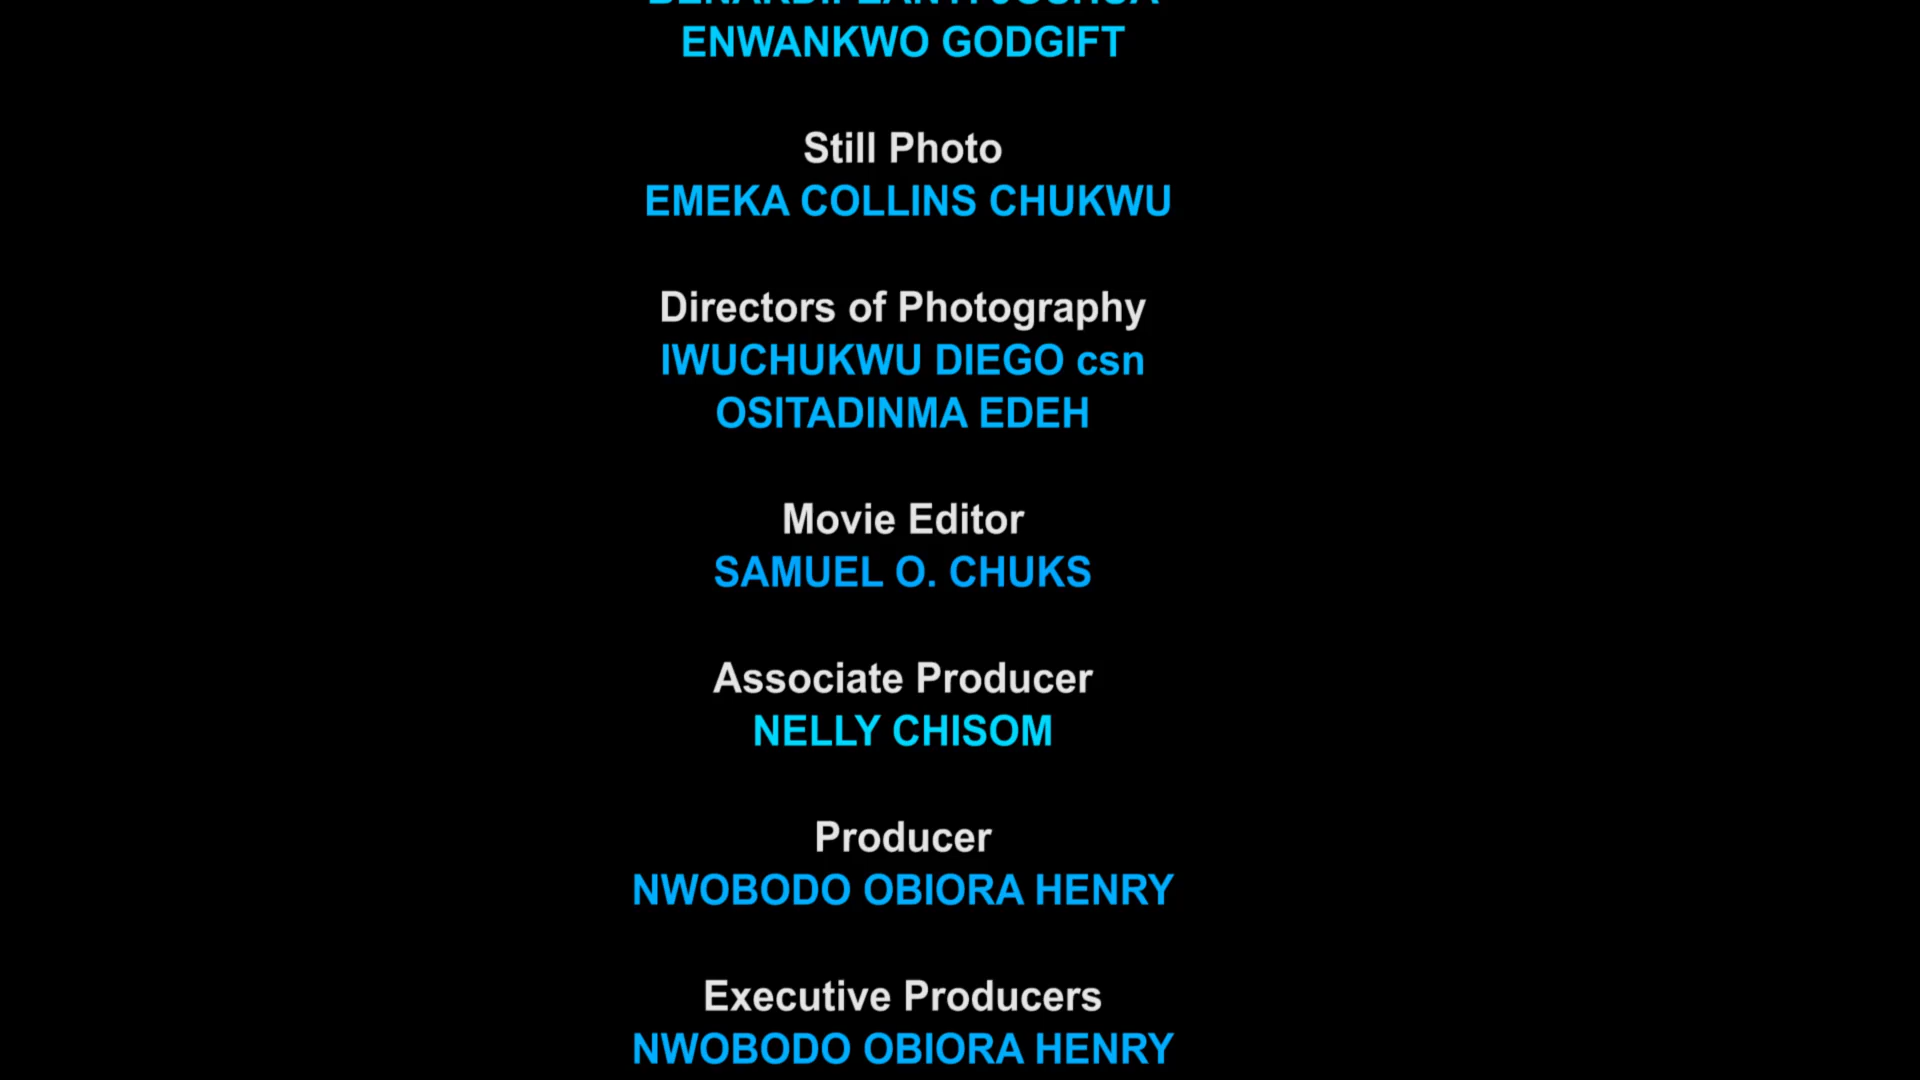 JOSHUA
ENWANKWO GODGIFT
Still Photo
EMEKA COLLINS CHUKWU
Directors of Photography
IWUCHUKWU DIEGO csn
OSITADINMA EDEH
Movie Editor
SAMUEL O. CHUKS
Associate Producer
NELLY CHISOM
Producer
NWOBODO OBIORA HENRY
Executive Producers
NWOBODO OBIORA HENRY